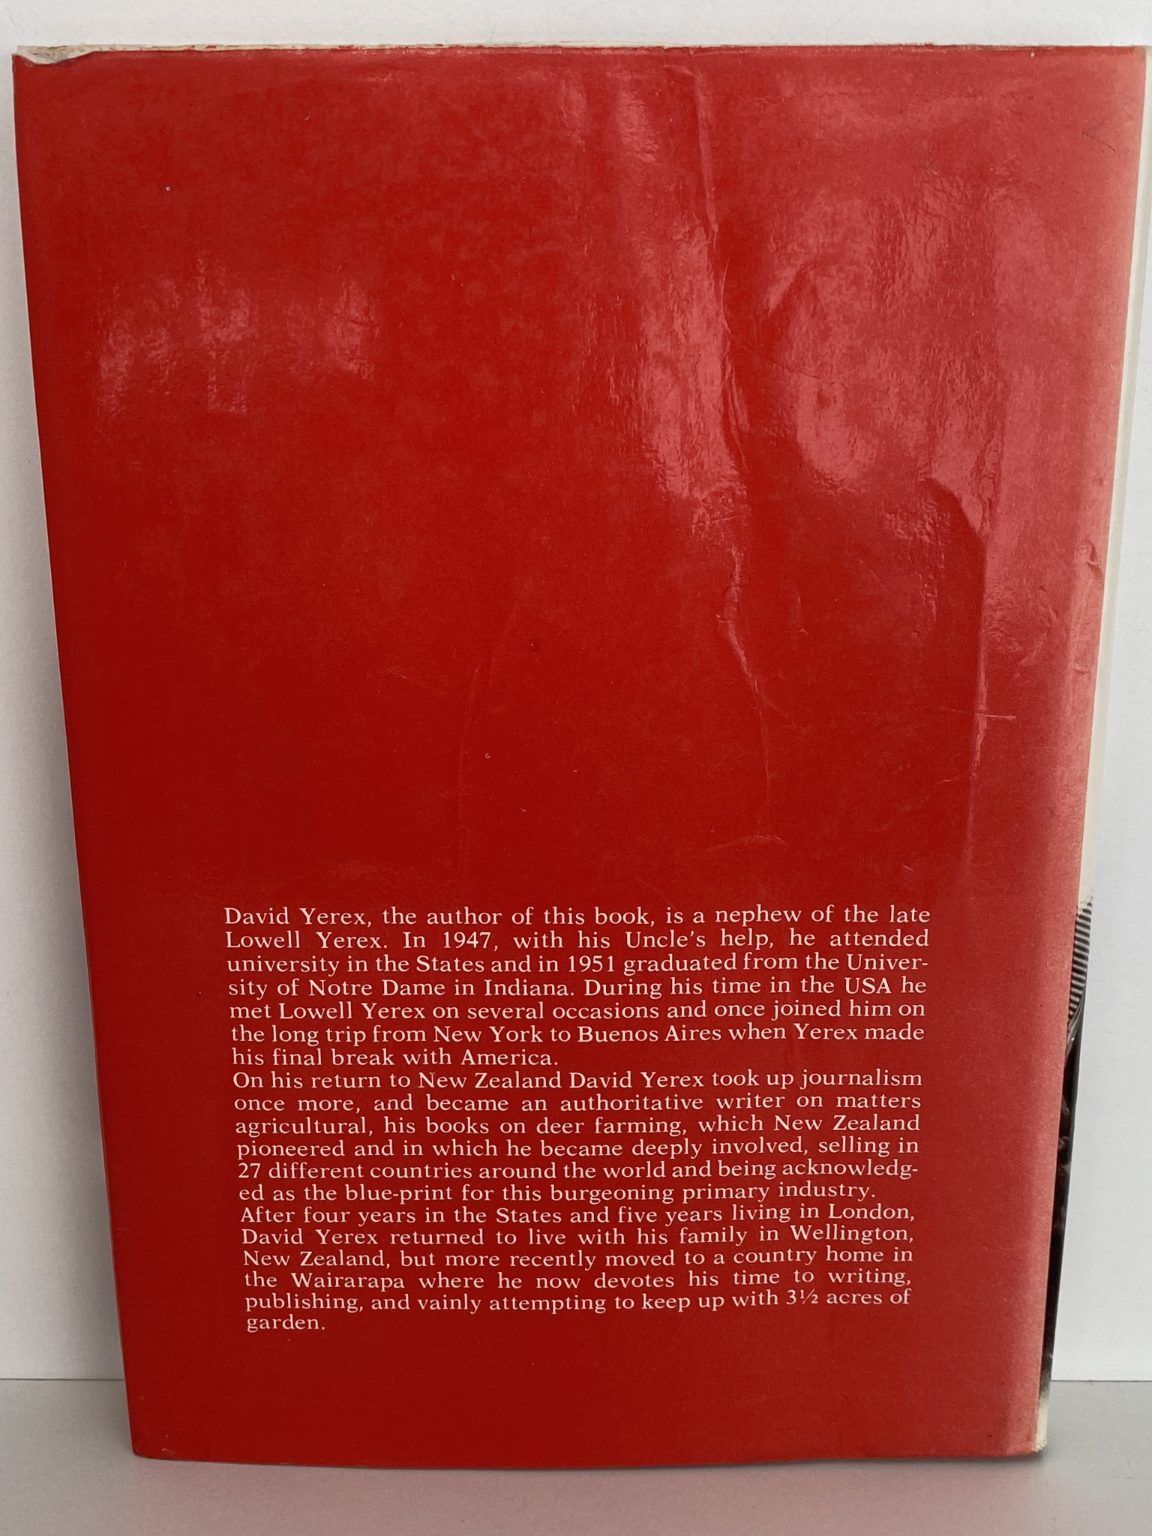 David Yerex, the author of this book, is a nephew of the late
Lowell Yerex. In 1947, with his Uncle's help, he attended
university in the States and in 1951 graduated from the Univer-
sity of Notre Dame in Indiana. During his time in the USA he
met Lowell Yerex on several occasions and once joined him on
the long trip from New York to Buenos Aires when Yerex made
his final break with America.
On his return to New Zealand David Yerex took up journalism
once more, and became an authoritative writer on matters
agricultural, his books on deer farming, which New Zealand
pioneered and in which he became deeply involved, selling in
27 different countries around the world and being acknowledg-
ed as the blue-print for this burgeoning primary industry.
After four years in the States and five years living in London,
David Yerex returned to live with his family in Wellington,
New Zealand, but more recently moved to a country home in
the Wairarapa where he now devotes his time to writing,
publishing, and vainly attempting to keep up with 3½ acres of
garden.